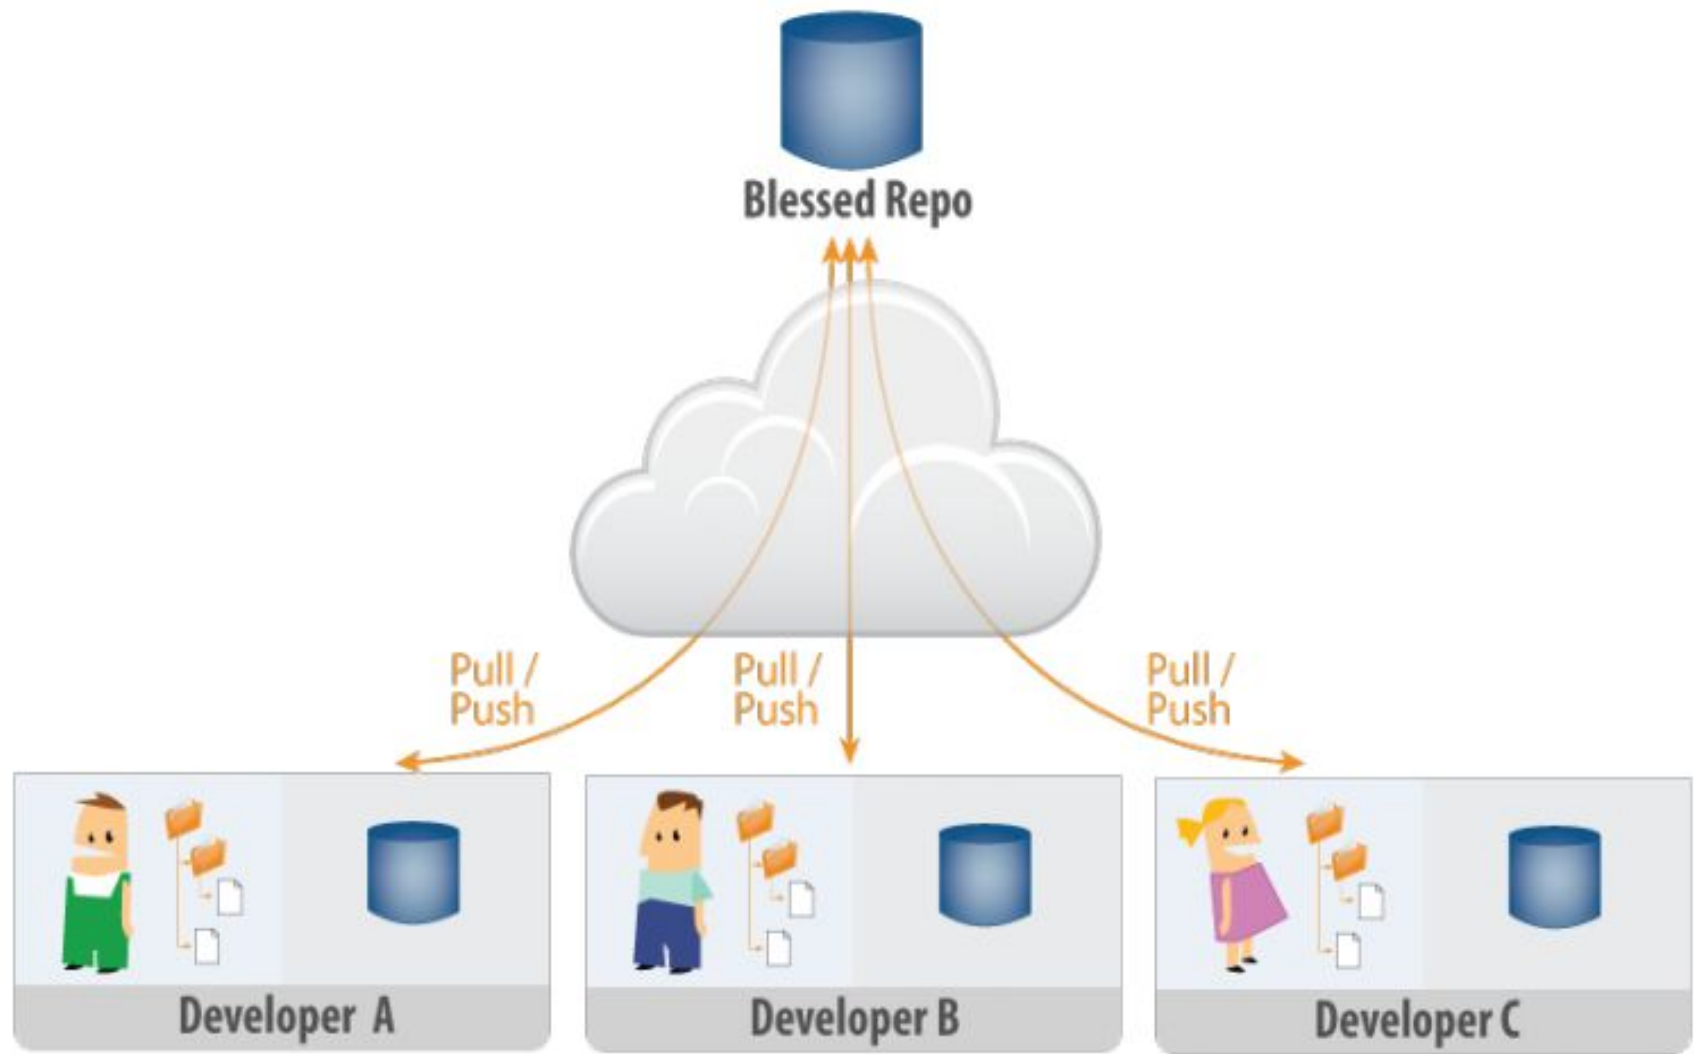 Blessed Repo
Pull /
Push
Pull /
Push
Pull /
Push
Developer A
Developer B
Developer C